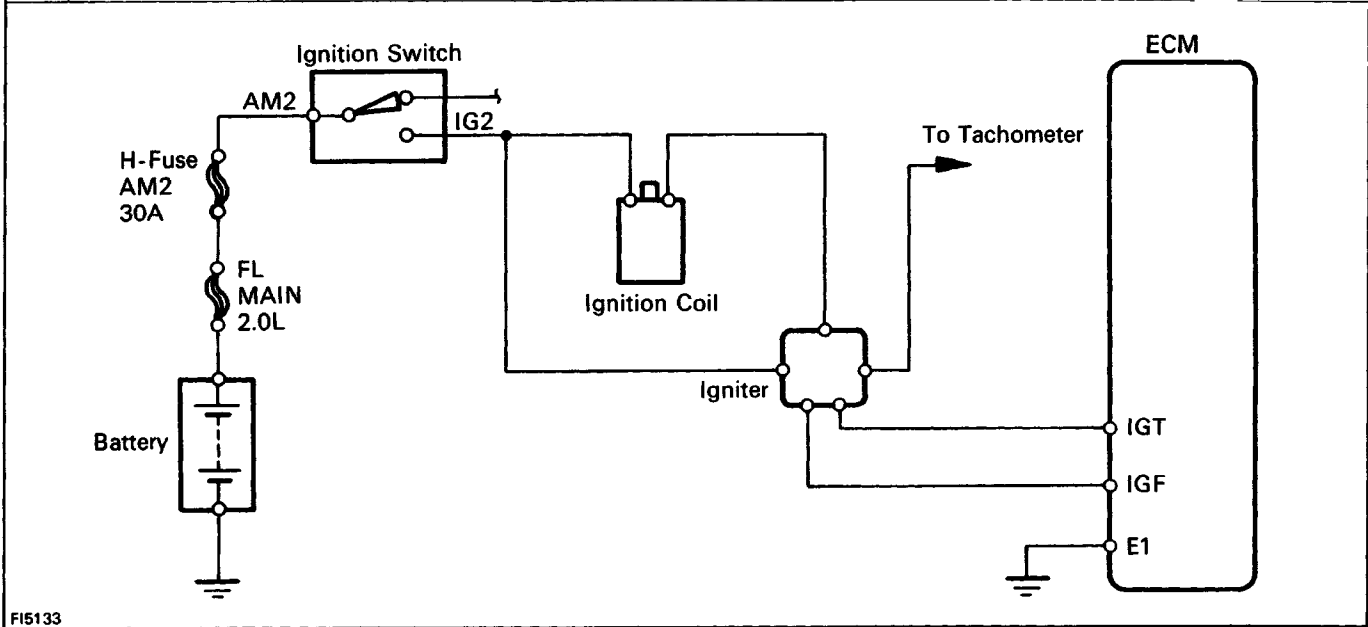 Ignition Switch
ECM
AM2
IG2
To Tachometer
H-Fuse
AM2
30A
FL
MAIN
2.0L
Ignition Coil
Igniter
Battery
IGT
IGF
E1
FI5133